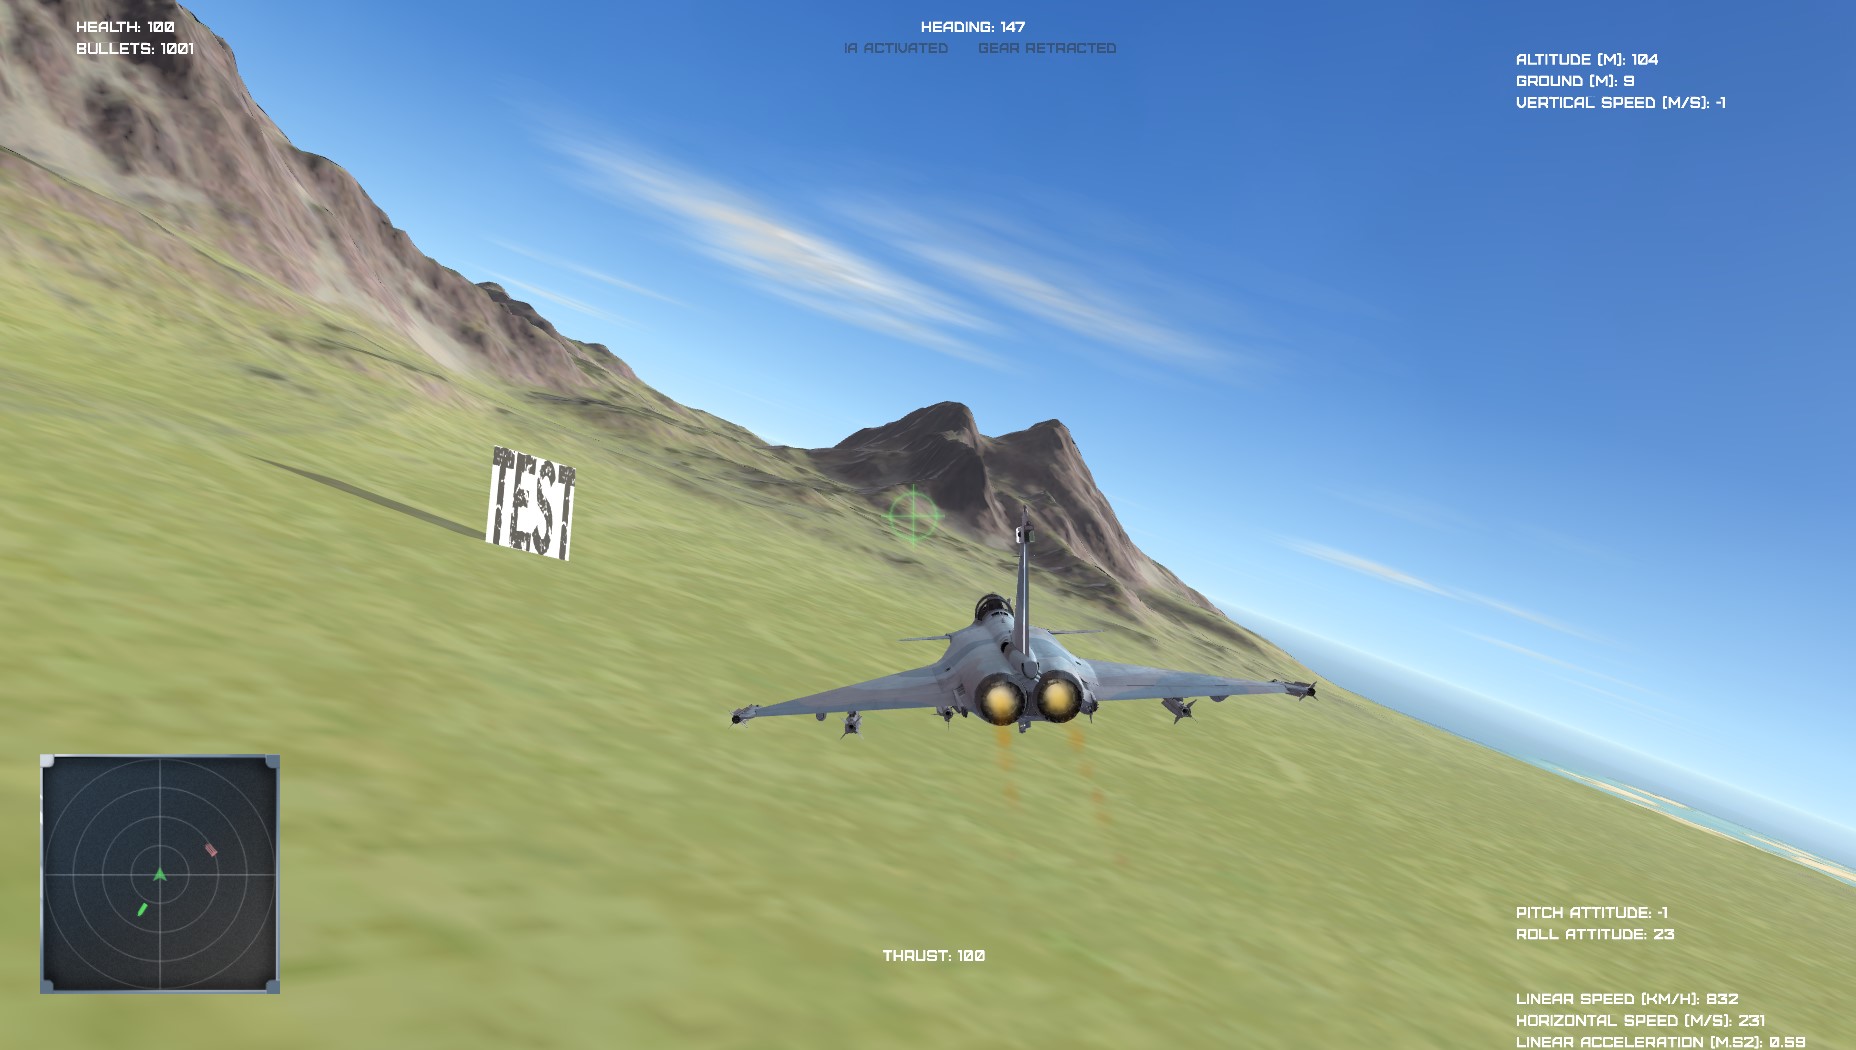 HEALTH: 100
BULLETS: 1001
HEADING: 147
IA ACTIVATED GEAR RETRACTED
ALTITUDE [M]: 104
GROUND [M]: 9
VERTICAL SPEED [M/S]: -1
TEST
PITCH ATTITUDE: -1
ROLL ATTITUDE: 23
THRUST: 100
LINEAR SPEED [KM/H]: 832
HORIZONTAL SPEED [M/S]: 231
LINEAR ACCELERATION [M.S2]: 0.59